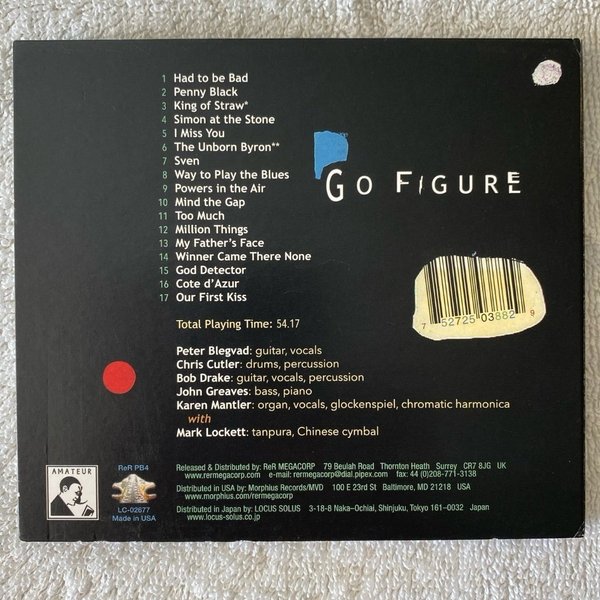 1 Had to be Bad
2 Penny Black
3 King of Straw*
4 Simon at the Stone
5 I Miss You
6 The Unborn Byron**
7 Sven
8 Way to Play the Blues
9 Powers in the Air
10 Mind the Gap
11 Too Much
12 Million Things
13 My Father's Face
14 Winner Came There None
15 God Detector
16 Cote d'Azur
17 Our First Kiss
GO FIGURE
Total Playing Time: 54.17
7 52725 03882 9
Peter Blegvad: guitar, vocals
Chris Cutler: drums, percussion
Bob Drake: guitar, vocals, percussion
John Greaves: bass, piano
Karen Mantler: organ, vocals, glockenspiel, chromatic harmonica
with
Mark Lockett: tanpura, Chinese cymbal
AMATEUR
ReR PB4
LC-02677
Made in USA
Released & Distributed by: ReR MEGACORP 79 Beulah Road Thornton Heath Surrey CR7 8JG UK
www.rermegacorp.com e-mail: rermegacorp@dial.pipex.com fax: 44 (0)208-771-3138
Distributed in USA by: Morphius Records/MVD 100 E 23rd St Baltimore, MD 21218 USA
www.morphius.com/rermegacorp
Distributed in Japan by: LOCUS SOLUS 3-18-8 Naka-Ochiai, Shinjuku, Tokyo 161-0032 Japan
www.locus-solus.co.jp